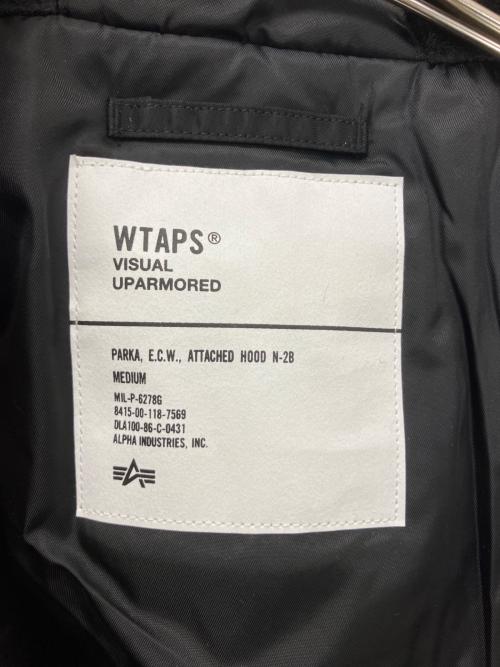 WTAPS®
VISUAL
UPARMORED
PARKA, E.C.W., ATTACHED HOOD N-2B
MEDIUM
MIL-P-6278G
8415-00-118-7569
DLA100-86-C-0431
ALPHA INDUSTRIES, INC.